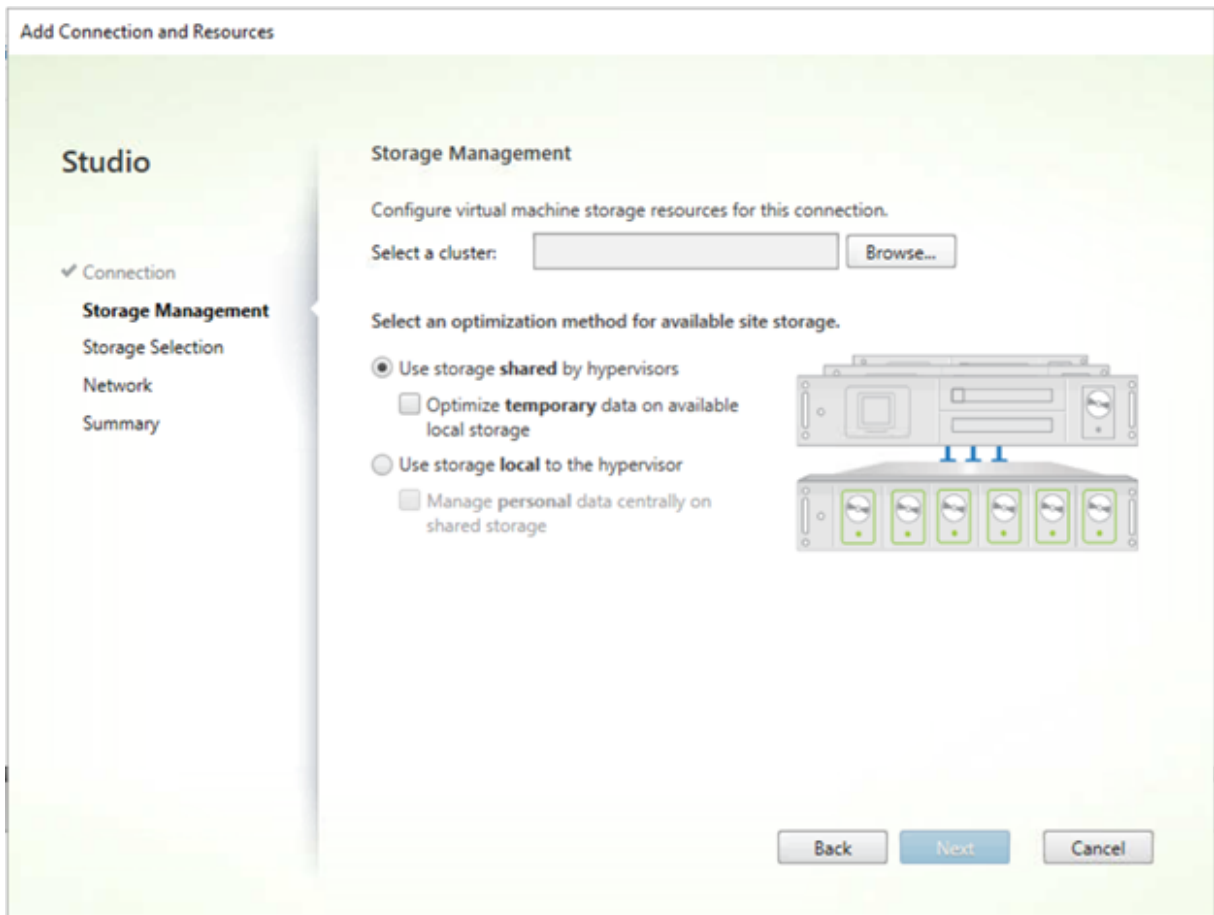 Add Connection and Resources
Studio
Connection
Storage Management
Storage Selection
Network
Summary
Storage Management
Configure virtual machine storage resources for this connection.
Select a cluster:
Browse...
Select an optimization method for available site storage.
Use storage shared by hypervisors
Optimize temporary data on available
local storage
Use storage local to the hypervisor
Manage personal data centrally on
shared storage
Back
Next
Cancel